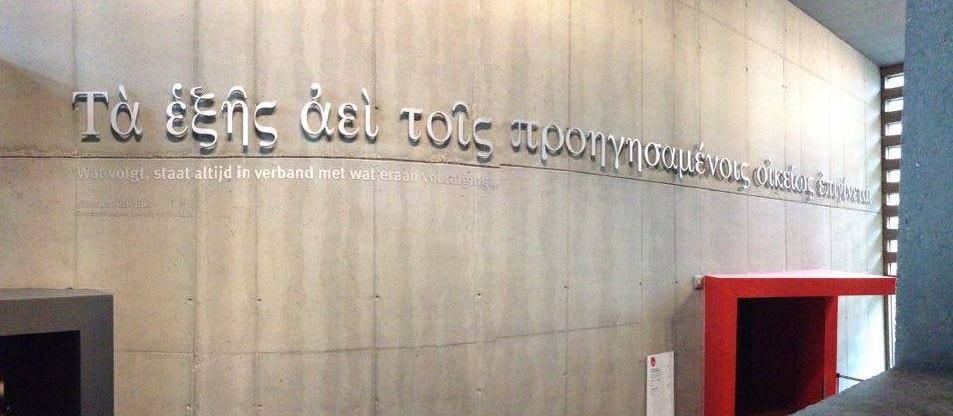 Τὰ ἑξῆς ἀεὶ τοῖς προηγησαμένοις οἰκείως ἐπιγίνεται
Wat volgt, staat altijd in verband met wat eraan voorafging...